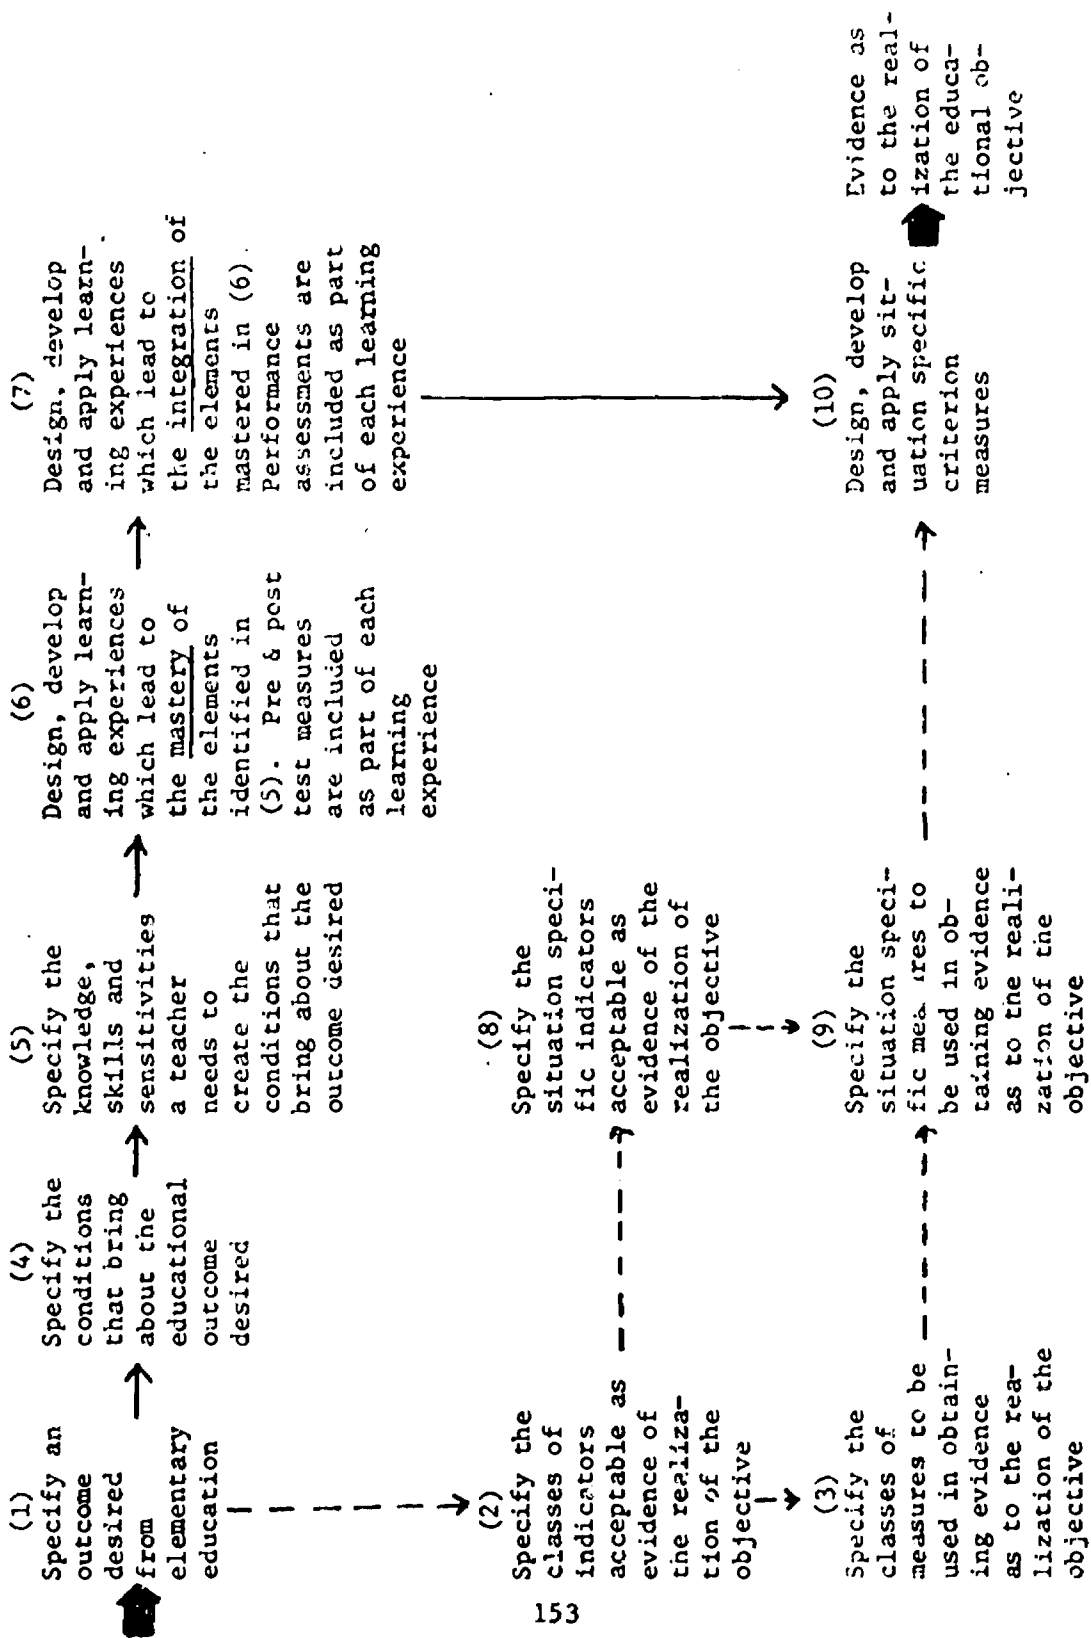 (1)
Specify an
outcome
desired
from
elementary
education
(4)
Specify the
conditions
that bring
about the
educational
outcome
desired
(5)
Specify the
knowledge,
skills and
sensitivities
a teacher
needs to
create the
conditions that
bring about the
outcome desired
(6)
Design, develop
and apply learn-
ing experiences
which lead to
the mastery of
the elements
identified in
(5). Pre & post
test measures
are included
as part of each
learning
experience
(7)
Design, develop
and apply learn-
ing experiences
which lead to
the integration of
the elements
mastered in (6).
Performance
assessments are
included as part
of each learning
experience
(2)
Specify the
classes of
indicators
acceptable as
evidence of
the realiza-
tion of the
objective
(8)
Specify the
situation speci-
fic indicators
acceptable as
evidence of the
realization of
the objective
(3)
Specify the
classes of
measures to be
used in obtain-
ing evidence
as to the rea-
lization of the
objective
(9)
Specify the
situation speci-
fic to
be used in ob-
taining evidence
as to the reali-
zation of the
objective
(10)
Design, develop
and apply sit-
uation specific
criterion
measures
Evidence as
to the real-
ization of
the educa-
tional ob-
jective
153